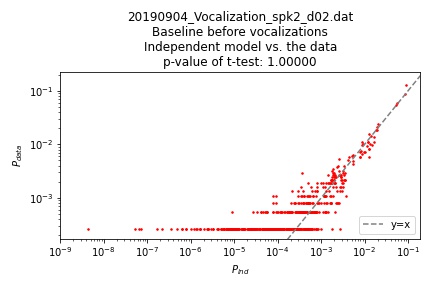 20190904_Vocalization_spk2_d02.dat
Baseline before vocalizations
Independent model vs. the data
p-value of t-test: 1.00000
10⁻¹
10⁻²
10⁻³
P_data
y=x
10⁻⁹ 10⁻⁸ 10⁻⁷ 10⁻⁶ 10⁻⁵ 10⁻⁴ 10⁻³ 10⁻² 10⁻¹
P_ind